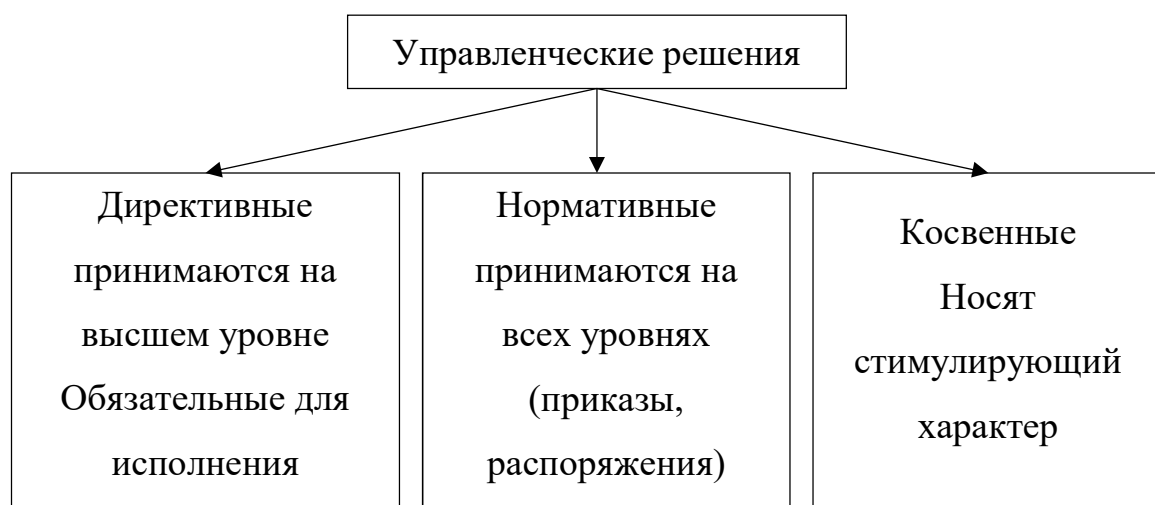 Управленческие решения
Директивные
принимаются на
высшем уровне
Обязательные для
исполнения
Нормативные
принимаются на
всех уровнях
(приказы,
распоряжения)
Косвенные
Носят
стимулирующий
характер